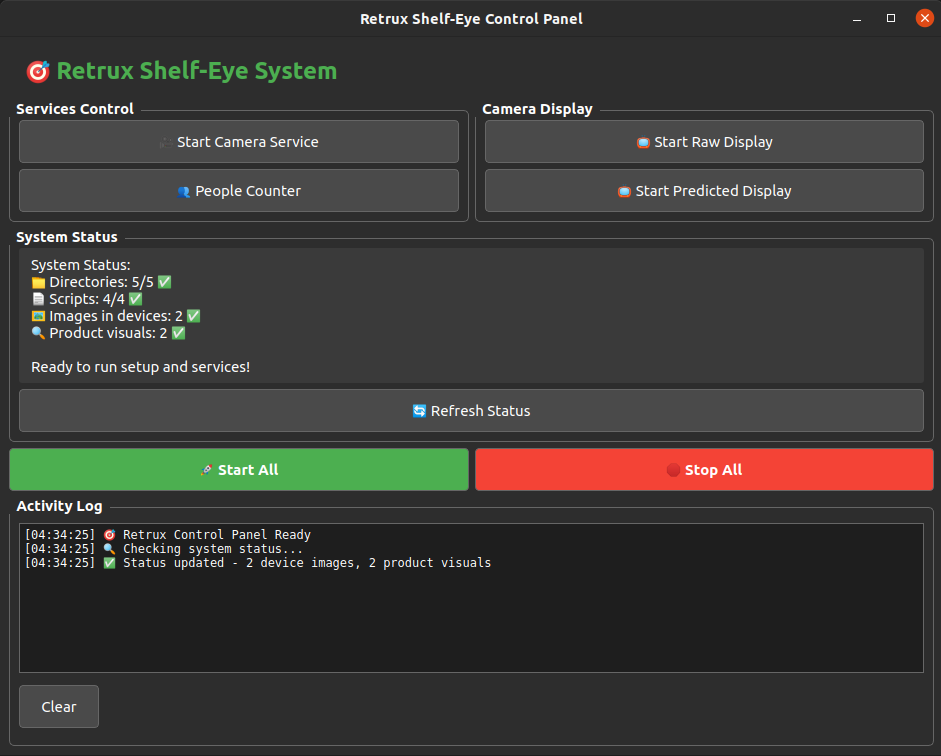 Retrux Shelf-Eye Control Panel
🎯 Retrux Shelf-Eye System
Services Control
🎥 Start Camera Service
👥 People Counter
Camera Display
📺 Start Raw Display
📺 Start Predicted Display
System Status
System Status:
📁 Directories: 5/5 ✅
📄 Scripts: 4/4 ✅
🖼️ Images in devices: 2 ✅
🔍 Product visuals: 2 ✅
Ready to run setup and services!
🔄 Refresh Status
🚀 Start All
🛑 Stop All
Activity Log
[04:34:25] 🎯 Retrux Control Panel Ready
[04:34:25] 🔍 Checking system status...
[04:34:25] ✅ Status updated - 2 device images, 2 product visuals
Clear